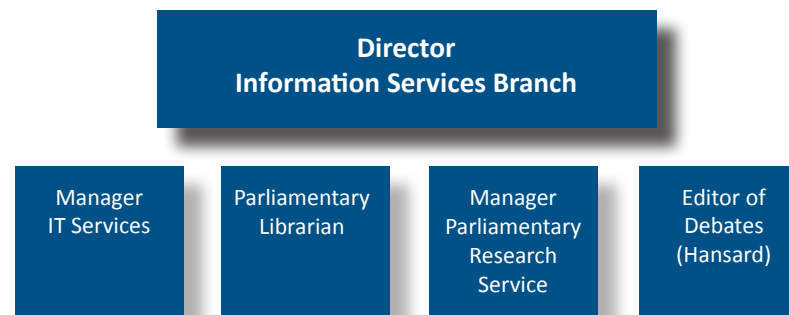 Director
Information Services Branch
Manager
IT Services
Parliamentary
Librarian
Manager
Parliamentary
Research
Service
Editor of
Debates
(Hansard)